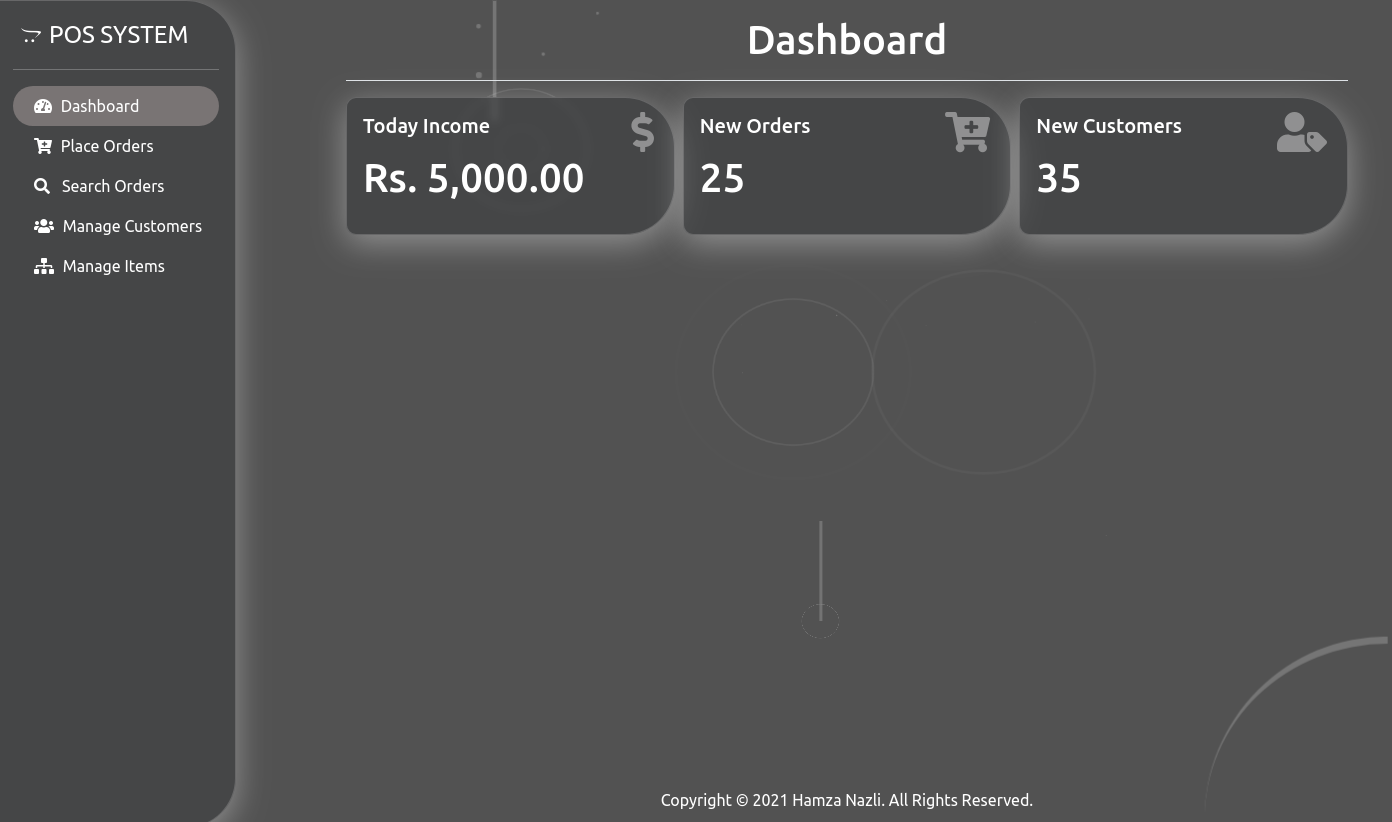 POS SYSTEM
Dashboard
Place Orders
Search Orders
Manage Customers
Manage Items
Dashboard
Today Income
$
Rs. 5,000.00
New Orders
25
New Customers
35
Copyright © 2021 Hamza Nazli. All Rights Reserved.